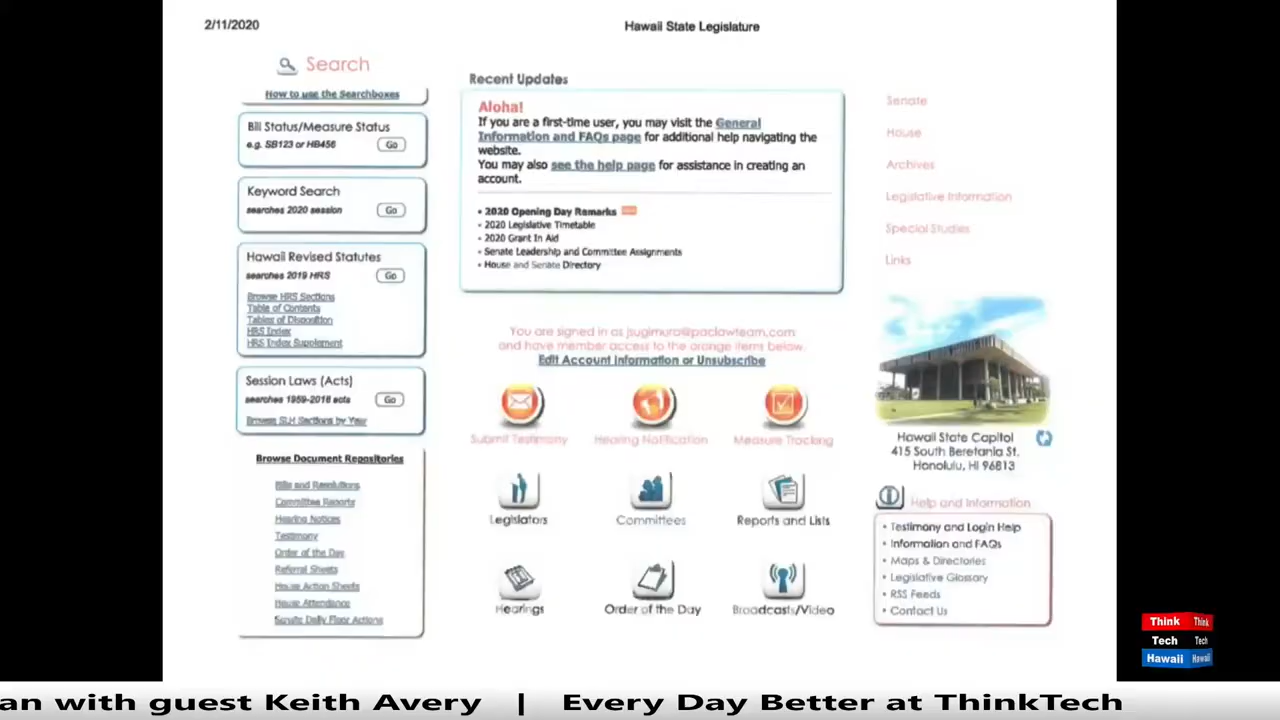 2/11/2020
Hawaii State Legislature
Search
How to use the Searchboxes
Bill Status/Measure Status
e.g. SB123 or HB456
Go
Keyword Search
searches 2020 session
Go
Hawaii Revised Statutes
searches 2019 HRS
Go
Browse HRS Sections
Table of Contents
Tables of Disposition
HRS Index
HRS Index Supplement
Session Laws (Acts)
searches 1959-2018 acts
Go
Browse SLH Sections by Year
Browse Document Repositories
Bills and Resolutions
Committee Reports
Hearing Notices
Testimony
Order of the Day
Referral Sheets
House Action Sheets
House Attendance
Senate Daily Floor Actions
Recent Updates
Aloha!
If you are a first-time user, you may visit the General
Information and FAQs page for additional help navigating the
website.
You may also see the help page for assistance in creating an
account.
• 2020 Opening Day Remarks
• 2020 Legislative Timetable
• 2020 Grant In Aid
• Senate Leadership and Committee Assignments
• House and Senate Directory
You are signed in as jsugimura@paclawteam.com
and have member access to the orange items below.
Edit Account Information or Unsubscribe
Submit Testimony
Hearing Notification
Measure Tracking
Legislators
Committees
Reports and Lists
Hearings
Order of the Day
Broadcasts/Video
Senate
House
Archives
Legislative Information
Special Studies
Links
Hawaii State Capitol
415 South Beretania St.
Honolulu, HI 96813
Help and Information
• Testimony and Login Help
• Information and FAQs
• Maps & Directories
• Legislative Glossary
• RSS Feeds
• Contact Us
Think Think
Tech Tech
Hawaii Hawaii
an with guest Keith Avery | Every Day Better at ThinkTech